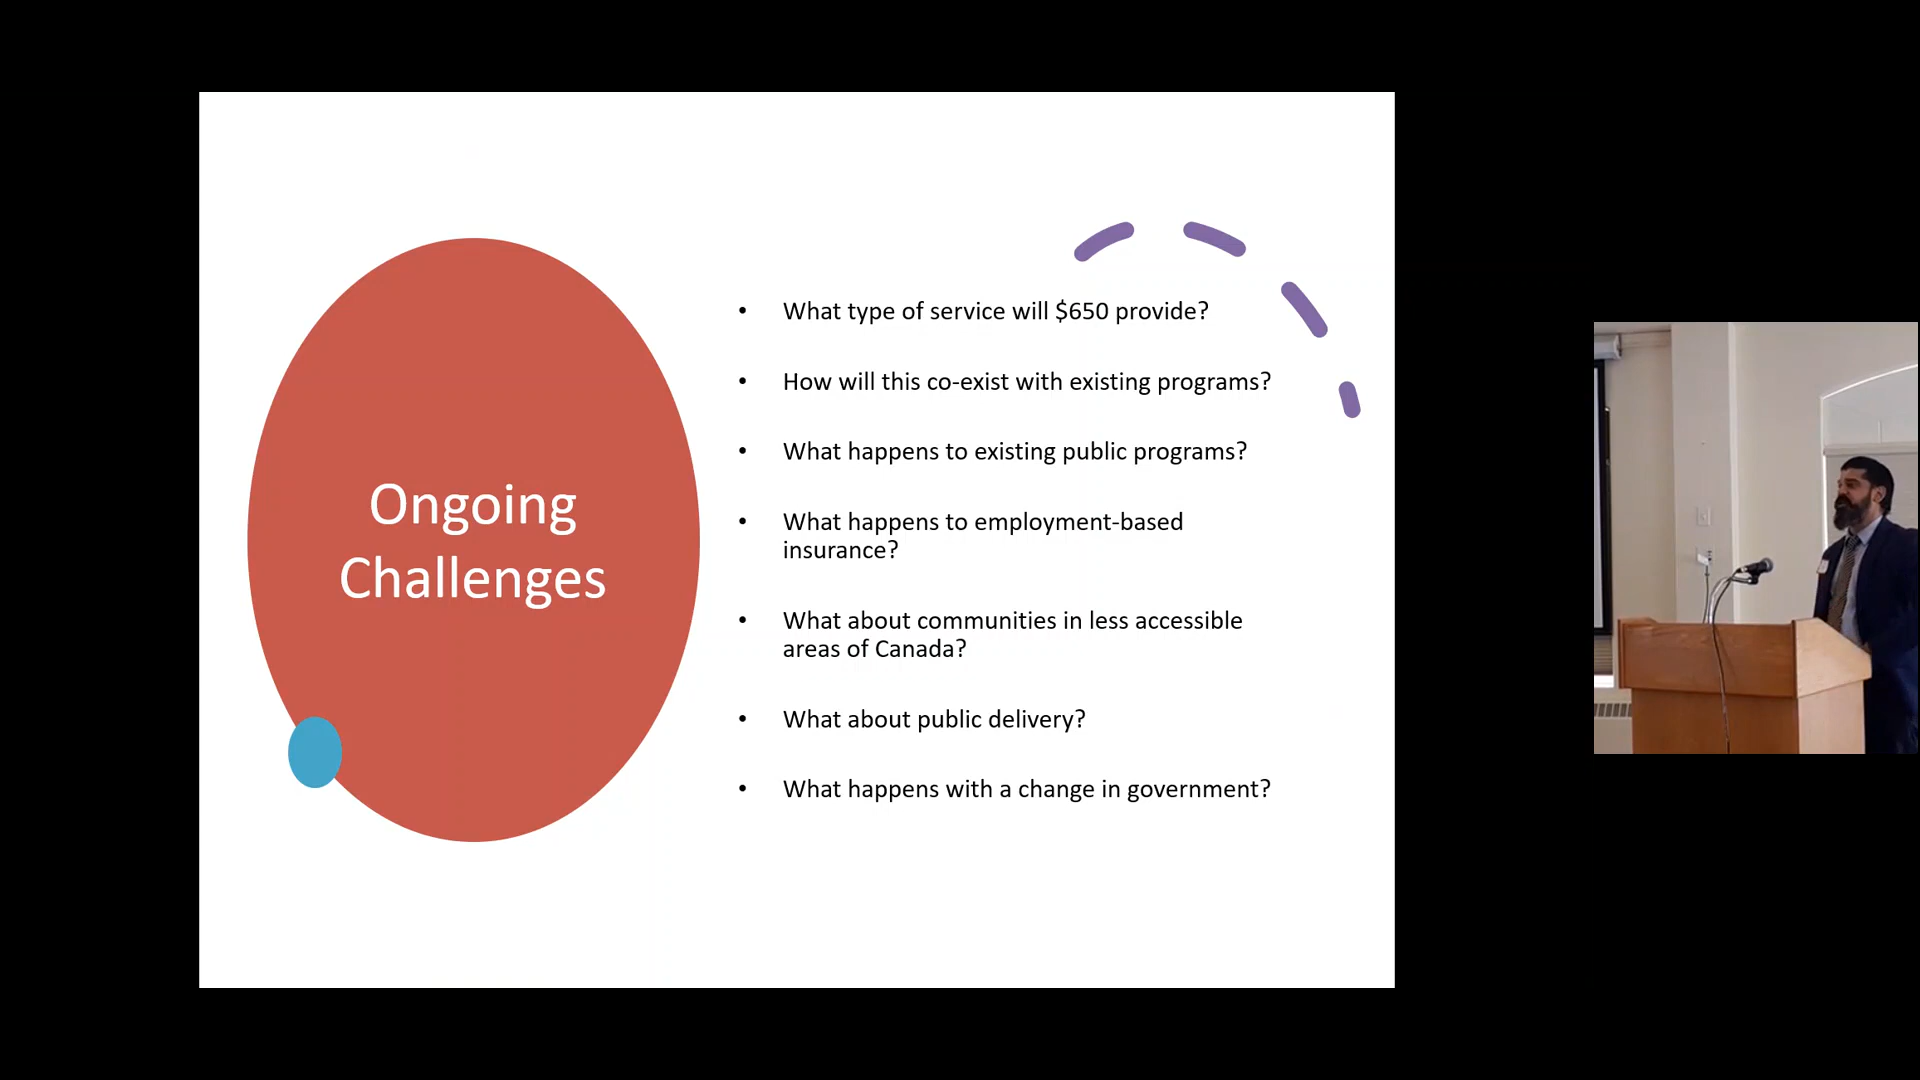 Ongoing
Challenges
• What type of service will $650 provide?
• How will this co-exist with existing programs?
• What happens to existing public programs?
• What happens to employment-based
insurance?
• What about communities in less accessible
areas of Canada?
• What about public delivery?
• What happens with a change in government?